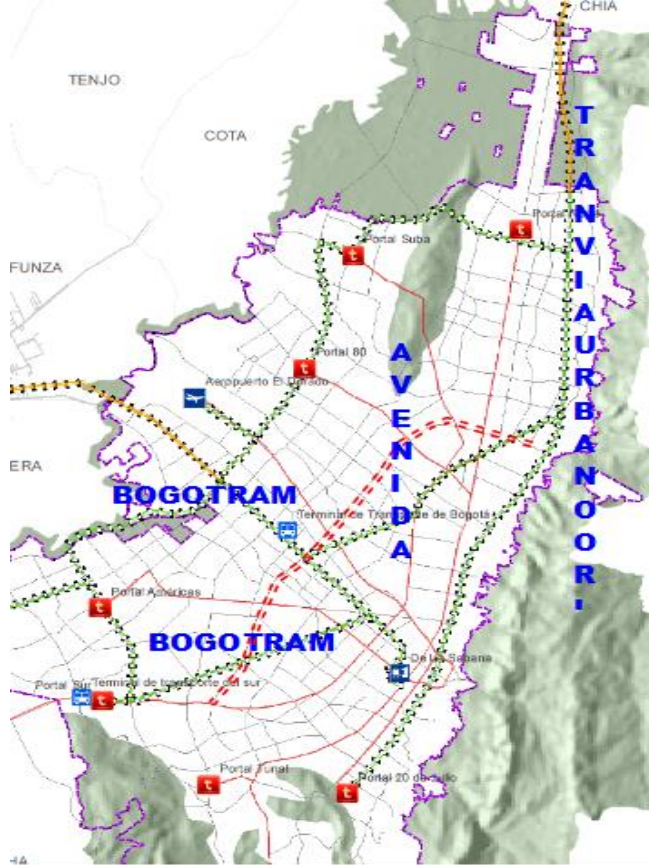 CHIA
TENJO
COTA
TRANVIAURBANOORI
Portal Suba
FUNZA
AVENIDA
Portal 80
Aeropuerto El Dorado
ERA
BOGOTRAM
Terminal de Transporte de Bogotá
Portal Américas
BOGOTRAM
De La Sabana
Portal Sur
Terminal de transporte del sur
Portal Tunal
Portal 20 de Julio
HA